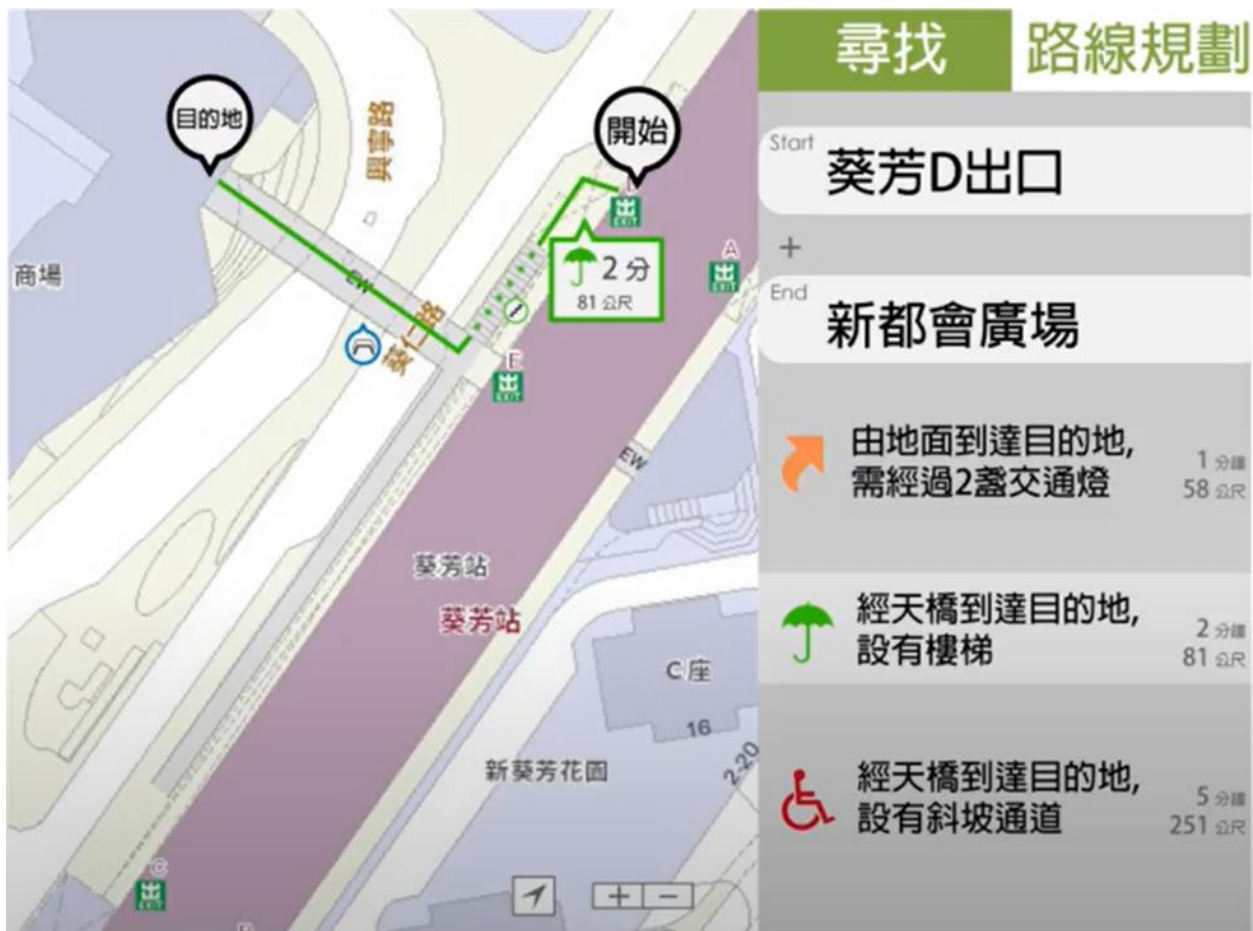 尋找
路線規劃
Start
葵芳D出口
+
End
新都會廣場
由地面到達目的地,
需經過2盞交通燈
1 分鐘
58 公尺
經天橋到達目的地,
設有樓梯
2 分鐘
81 公尺
經天橋到達目的地,
設有斜坡通道
5 分鐘
251 公尺
目的地
開始
興寧路
出
EXIT
A
出
EXIT
2 分
81 公尺
商場
EW
葵仁路
E
出
EXIT
EW
葵芳站
葵芳站
C座
16
2-20
新葵芳花園
C
出
EXIT
+ −